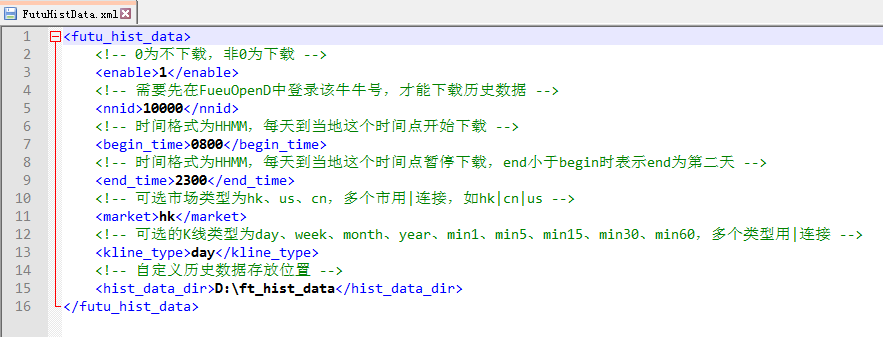 FutuHistData.xml
1 <futu_hist_data>
2 <!-- 0为不下载，非0为下载 -->
3 <enable>1</enable>
4 <!-- 需要先在FueuOpenD中登录该牛牛号，才能下载历史数据 -->
5 <nnid>10000</nnid>
6 <!-- 时间格式为HHMM，每天到当地这个时间点开始下载 -->
7 <begin_time>0800</begin_time>
8 <!-- 时间格式为HHMM，每天到当地这个时间点暂停下载，end小于begin时表示end为第二天 -->
9 <end_time>2300</end_time>
10 <!-- 可选市场类型为hk、us、cn，多个市用|连接，如hk|cn|us -->
11 <market>hk</market>
12 <!-- 可选的K线类型为day、week、month、year、min1、min5、min15、min30、min60，多个类型用|连接 -->
13 <kline_type>day</kline_type>
14 <!-- 自定义历史数据存放位置 -->
15 <hist_data_dir>D:\ft_hist_data</hist_data_dir>
16 </futu_hist_data>